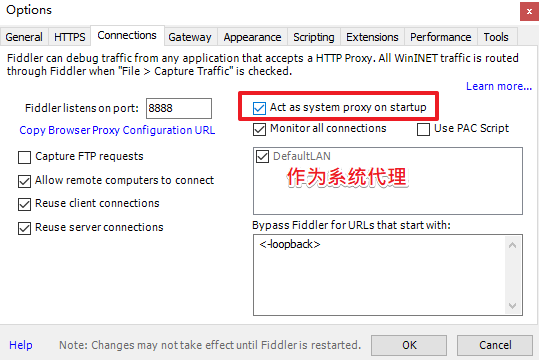 Options
General HTTPS Connections Gateway Appearance Scripting Extensions Performance Tools
Fiddler can debug traffic from any application that accepts a HTTP Proxy. All WinINET traffic is routed
through Fiddler when "File > Capture Traffic" is checked.
Learn more...
Fiddler listens on port: 8888
Act as system proxy on startup
Copy Browser Proxy Configuration URL
Monitor all connections
Use PAC Script
Capture FTP requests
DefaultLAN
作为系统代理
Allow remote computers to connect
Reuse client connections
Reuse server connections
Bypass Fiddler for URLs that start with:
<-loopback>
Help
Note: Changes may not take effect until Fiddler is restarted.
OK
Cancel